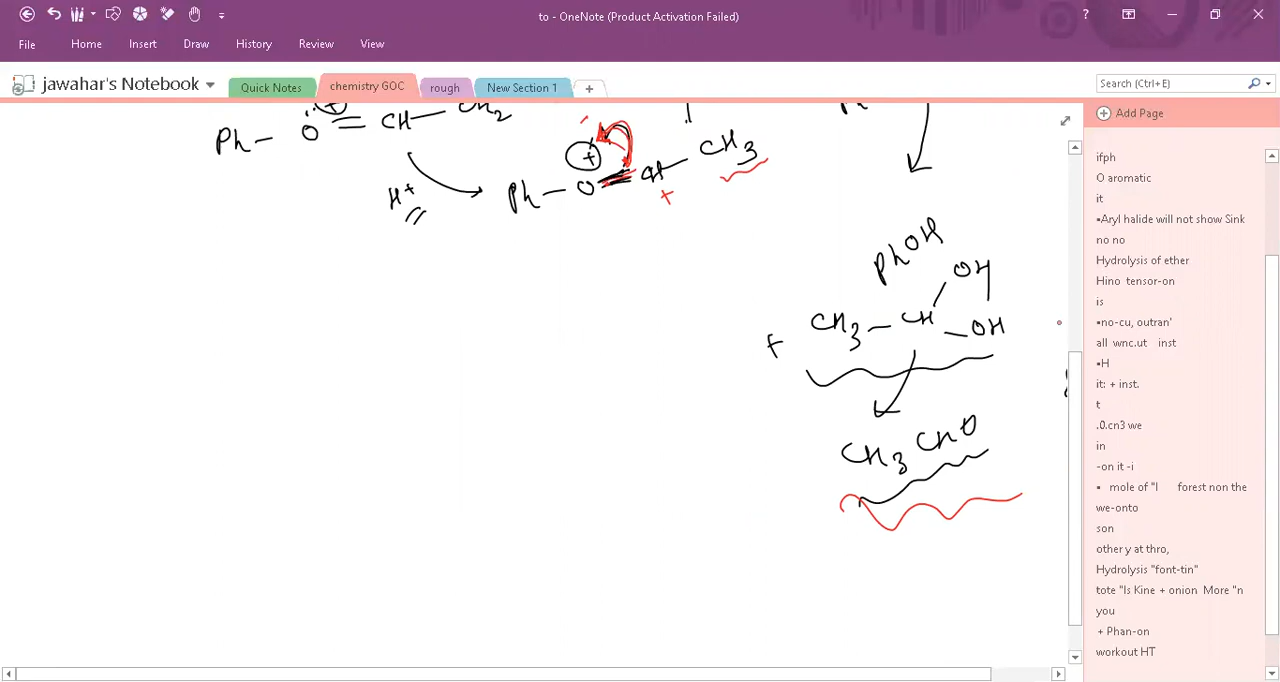 to - OneNote (Product Activation Failed)
File Home Insert Draw History Review View
jawahar's Notebook Quick Notes chemistry GOC rough New Section 1
Search (Ctrl+E)
Add Page
ifph
O aromatic
it
▪Aryl halide will not show Sink
no no
Hydrolysis of ether
Hino tensor-on
is
▪no-cu, outran'
all wnc.ut inst
▪H
it: + inst.
t
.0.cn3 we
in
-on it -i
▪ mole of "I forest non the
we-onto
son
other y at thro,
Hydrolysis "font-tin"
tote "Is Kine + onion More "n
you
+ Phan-on
workout HT
Ph – O = CH – CH2
H+
Ph – O = CH – CH3
+
+
PhOH
OH
+ CH3 – CH – OH
CH3 CHO